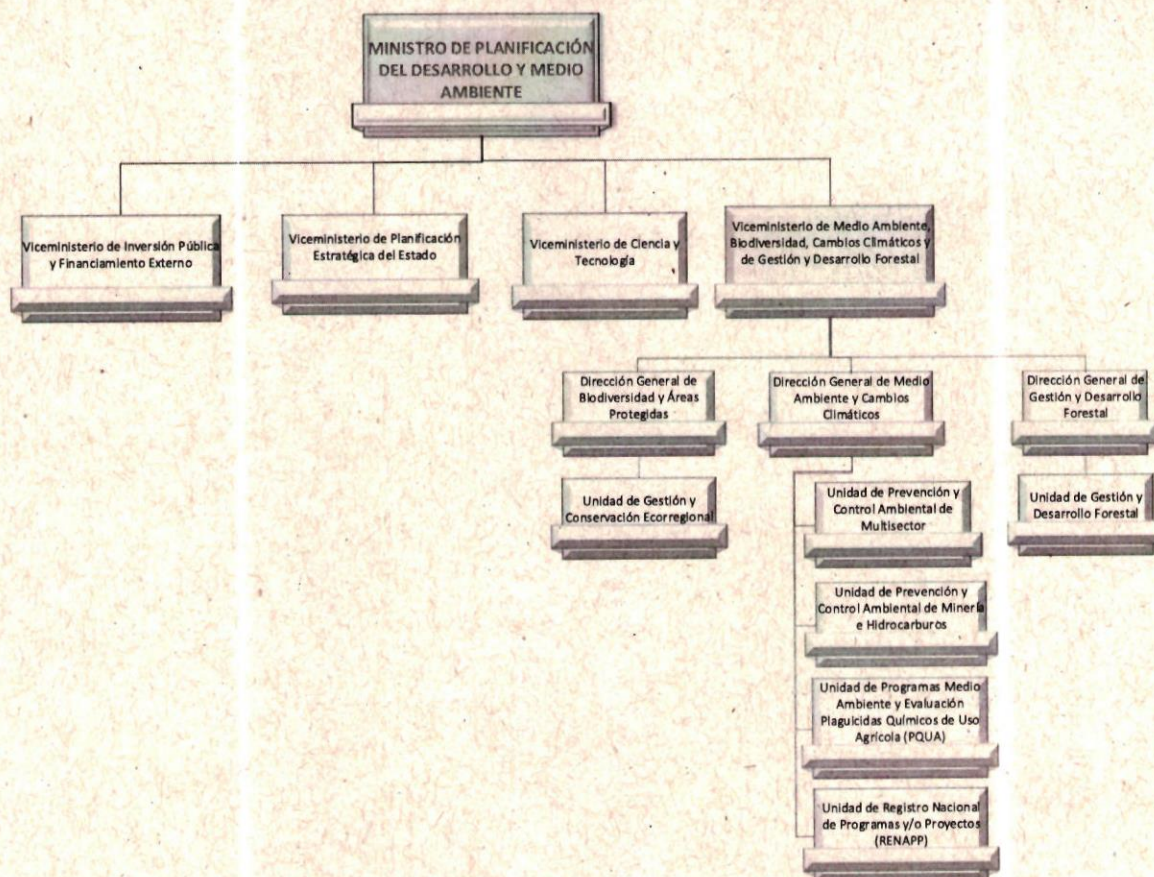 MINISTRO DE PLANIFICACIÓN
DEL DESARROLLO Y MEDIO
AMBIENTE
Viceministerio de Inversión Pública
y Financiamiento Externo
Viceministerio de Planificación
Estratégica del Estado
Viceministerio de Ciencia y
Tecnología
Viceministerio de Medio Ambiente,
Biodiversidad, Cambios Climáticos y
de Gestión y Desarrollo Forestal
Dirección General de
Biodiversidad y Áreas
Protegidas
Dirección General de Medio
Ambiente y Cambios
Climáticos
Dirección General de
Gestión y Desarrollo
Forestal
Unidad de Gestión y
Conservación Ecorregional
Unidad de Prevención y
Control Ambiental de
Multisector
Unidad de Gestión y
Desarrollo Forestal
Unidad de Prevención y
Control Ambiental de Minería
e Hidrocarburos
Unidad de Programas Medio
Ambiente y Evaluación
Plaguicidas Químicos de Uso
Agrícola (PQUA)
Unidad de Registro Nacional
de Programas y/o Proyectos
(RENAPP)